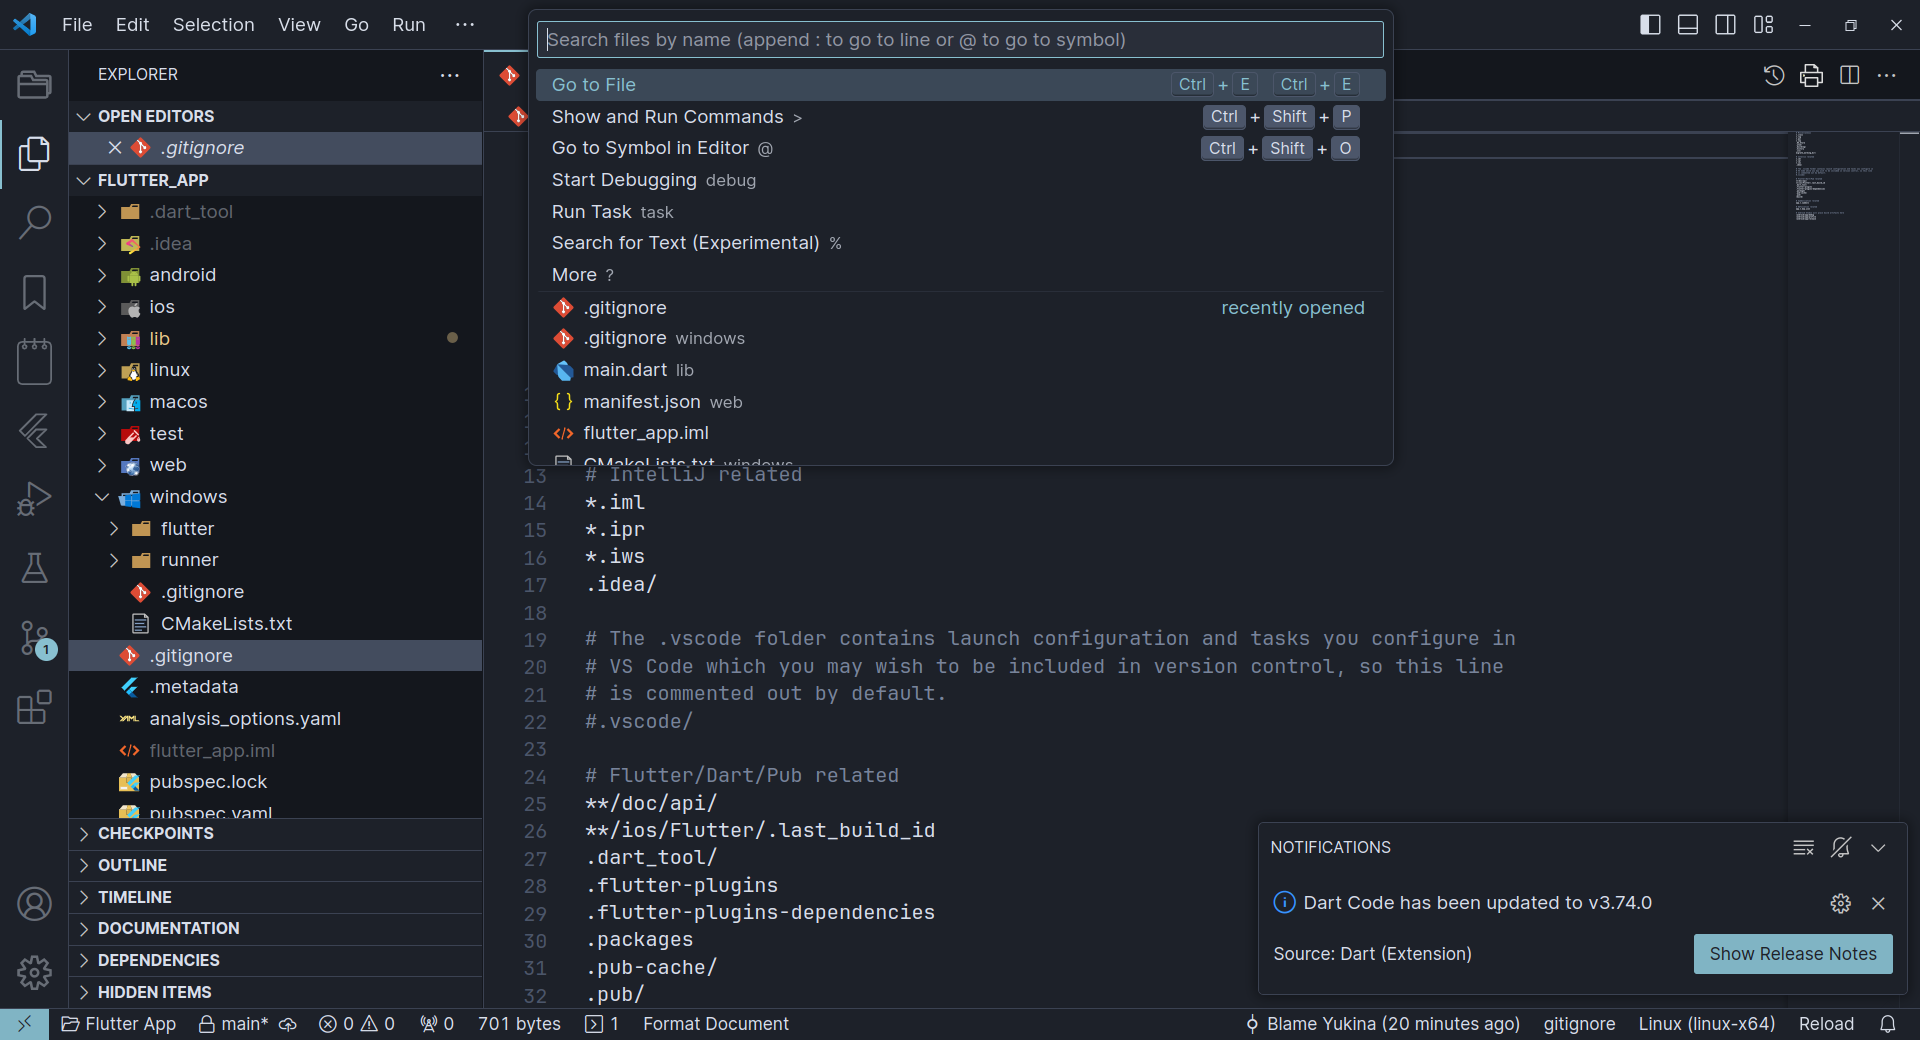 File Edit Selection View Go Run ···
Search files by name (append : to go to line or @ to go to symbol)
Go to File Ctrl + E Ctrl + E
Show and Run Commands > Ctrl + Shift + P
Go to Symbol in Editor @ Ctrl + Shift + O
Start Debugging debug
Run Task task
Search for Text (Experimental) %
More ?
.gitignore recently opened
.gitignore windows
main.dart lib
manifest.json web
flutter_app.iml
CMakeLists.txt windows
EXPLORER
OPEN EDITORS
.gitignore
FLUTTER_APP
.dart_tool
.idea
android
ios
lib
linux
macos
test
web
windows
flutter
runner
.gitignore
CMakeLists.txt
.gitignore
.metadata
analysis_options.yaml
flutter_app.iml
pubspec.lock
pubspec.yaml
CHECKPOINTS
OUTLINE
TIMELINE
DOCUMENTATION
DEPENDENCIES
HIDDEN ITEMS
1
13 # IntelliJ related
14 *.iml
15 *.ipr
16 *.iws
17 .idea/
18
19 # The .vscode folder contains launch configuration and tasks you configure in
20 # VS Code which you may wish to be included in version control, so this line
21 # is commented out by default.
22 #.vscode/
23
24 # Flutter/Dart/Pub related
25 **/doc/api/
26 **/ios/Flutter/.last_build_id
27 .dart_tool/
28 .flutter-plugins
29 .flutter-plugins-dependencies
30 .packages
31 .pub-cache/
32 .pub/
NOTIFICATIONS
Dart Code has been updated to v3.74.0
Source: Dart (Extension) Show Release Notes
Flutter App main* 0 0 0 701 bytes 1 Format Document Blame Yukina (20 minutes ago) gitignore Linux (linux-x64) Reload